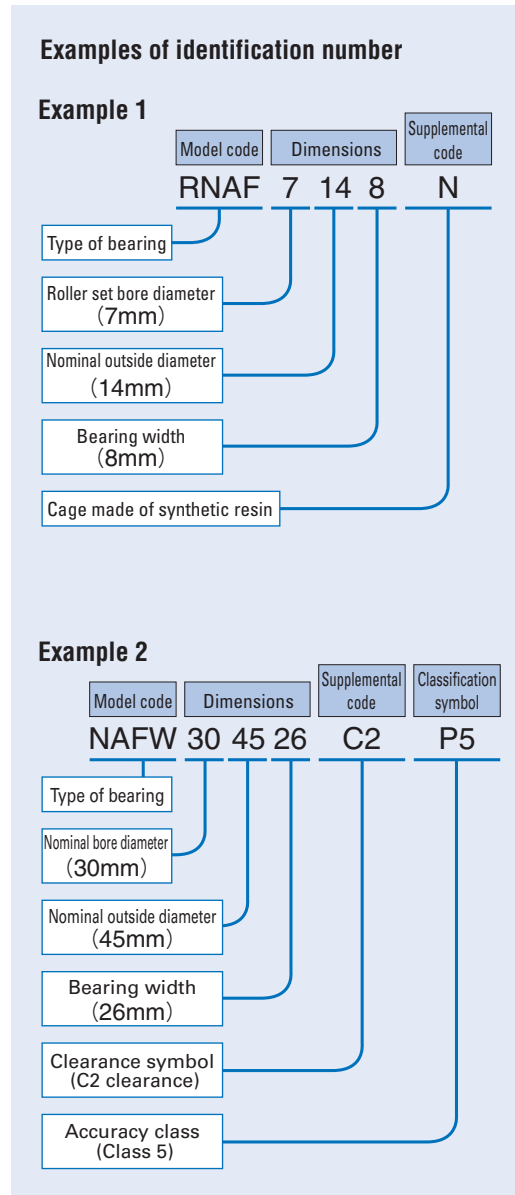 Examples of identification number
Example 1
Model code Dimensions Supplemental code
RNAF 7 14 8 N
Type of bearing
Roller set bore diameter
（7mm）
Nominal outside diameter
（14mm）
Bearing width
（8mm）
Cage made of synthetic resin
Example 2
Model code Dimensions Supplemental code Classification symbol
NAFW 30 45 26 C2 P5
Type of bearing
Nominal bore diameter
（30mm）
Nominal outside diameter
（45mm）
Bearing width
（26mm）
Clearance symbol
(C2 clearance)
Accuracy class
(Class 5)